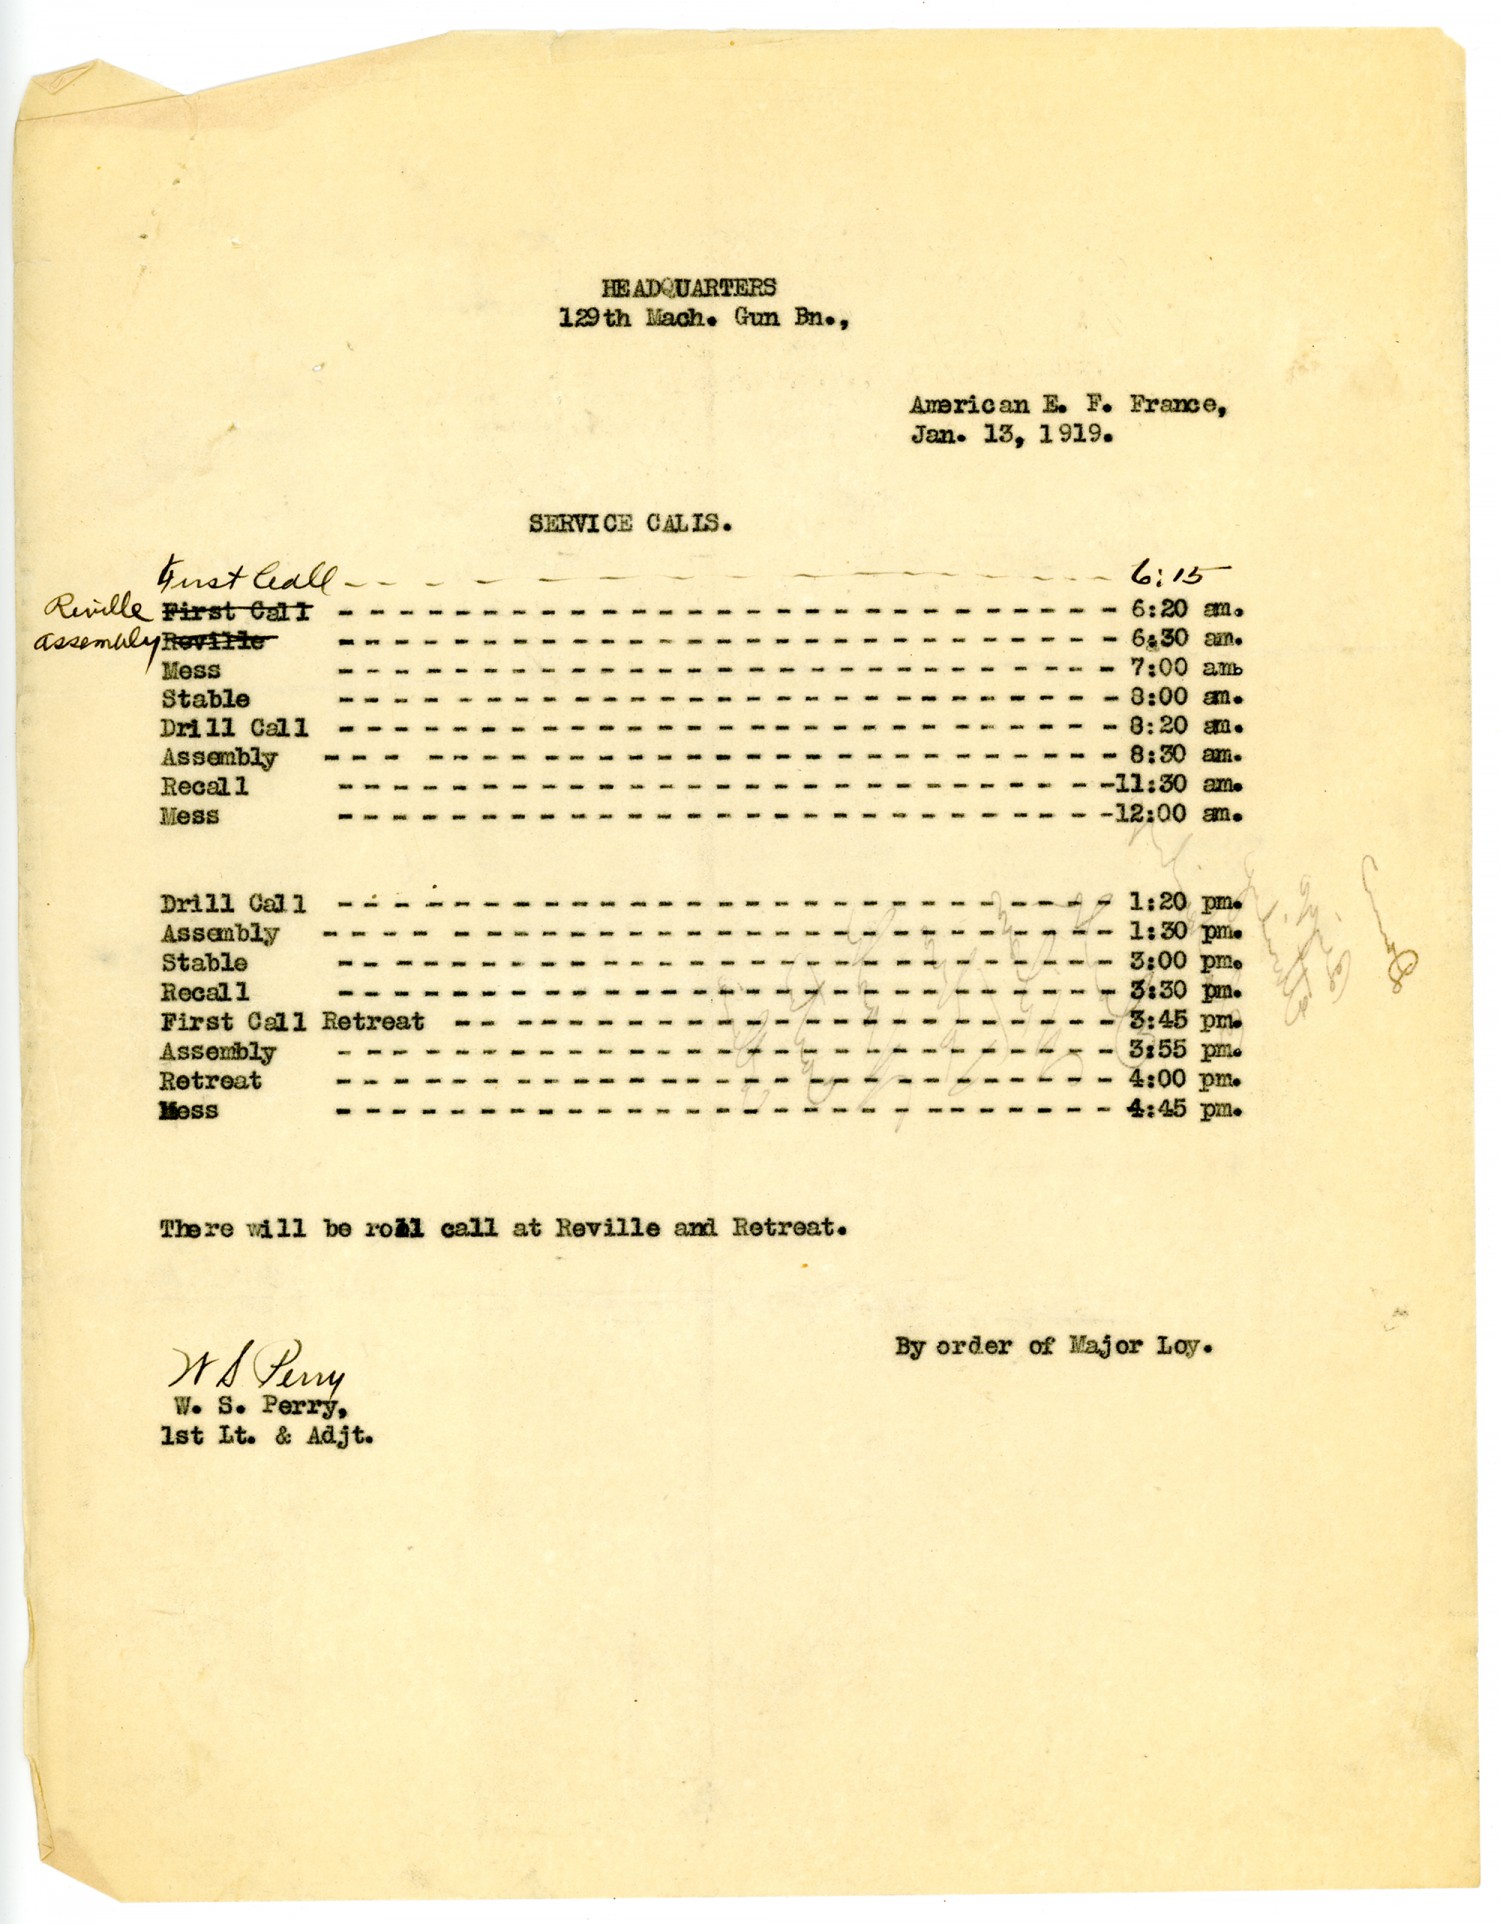 HEADQUARTERS
129th Mach. Gun Bn.,
American E. F. France,
Jan. 13, 1919.
SERVICE CALLS.
First Call - - - - - - - - - - - - - 6:15
Reville First Call - - - - - - - - - - - - - - - - - - - - - - - - - - - 6:20 am.
Assembly Reville - - - - - - - - - - - - - - - - - - - - - - - - - - - 6:30 am.
Mess - - - - - - - - - - - - - - - - - - - - - - - - - - - 7:00 am
Stable - - - - - - - - - - - - - - - - - - - - - - - - - - - 8:00 am.
Drill Call - - - - - - - - - - - - - - - - - - - - - - - - - - - 8:20 am.
Assembly - - - - - - - - - - - - - - - - - - - - - - - - - - - 8:30 am.
Recall - - - - - - - - - - - - - - - - - - - - - - - - - - -11:30 am.
Mess - - - - - - - - - - - - - - - - - - - - - - - - - - -12:00 am.
Drill Call - - - - - - - - - - - - - - - - - - - - - - - - - - - 1:20 pm.
Assembly - - - - - - - - - - - - - - - - - - - - - - - - - - - 1:30 pm.
Stable - - - - - - - - - - - - - - - - - - - - - - - - - - - 3:00 pm.
Recall - - - - - - - - - - - - - - - - - - - - - - - - - - - 3:30 pm.
First Call Retreat - - - - - - - - - - - - - - - - - - - - - - - 3:45 pm.
Assembly - - - - - - - - - - - - - - - - - - - - - - - - - - - 3:55 pm.
Retreat - - - - - - - - - - - - - - - - - - - - - - - - - - - 4:00 pm.
Mess - - - - - - - - - - - - - - - - - - - - - - - - - - - 4:45 pm.
There will be roll call at Reville and Retreat.
By order of Major Loy.
W S Perry
W. S. Perry,
1st Lt. & Adjt.